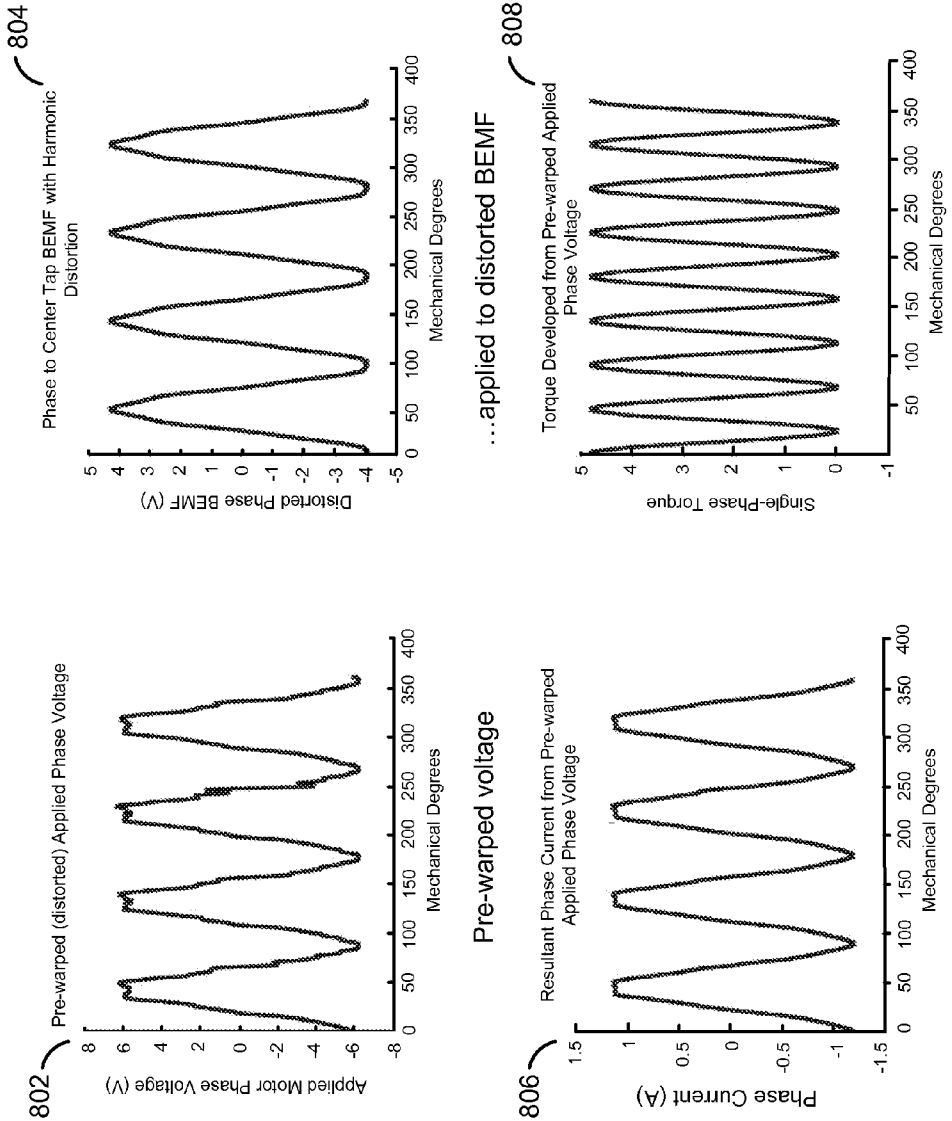 802
Pre-warped (distorted) Applied Phase Voltage
Applied Motor Phase Voltage (V)
8
6
4
2
0
-2
-4
-6
-8
0 50 100 150 200 250 300 350 400
Mechanical Degrees
Pre-warped voltage
804
Phase to Center Tap BEMF with Harmonic
Distortion
Distorted Phase BEMF (V)
5
4
3
2
1
0
-1
-2
-3
-4
-5
0 50 100 150 200 250 300 350 400
Mechanical Degrees
...applied to distorted BEMF
806
Resultant Phase Current from Pre-warped
Applied Phase Voltage
Phase Current (A)
1.5
1
0.5
0
-0.5
-1
-1.5
0 50 100 150 200 250 300 350 400
Mechanical Degrees
808
Torque Developed from Pre-warped Applied
Phase Voltage
Single-Phase Torque
5
4
3
2
1
0
-1
50 100 150 200 250 300 350 400
Mechanical Degrees